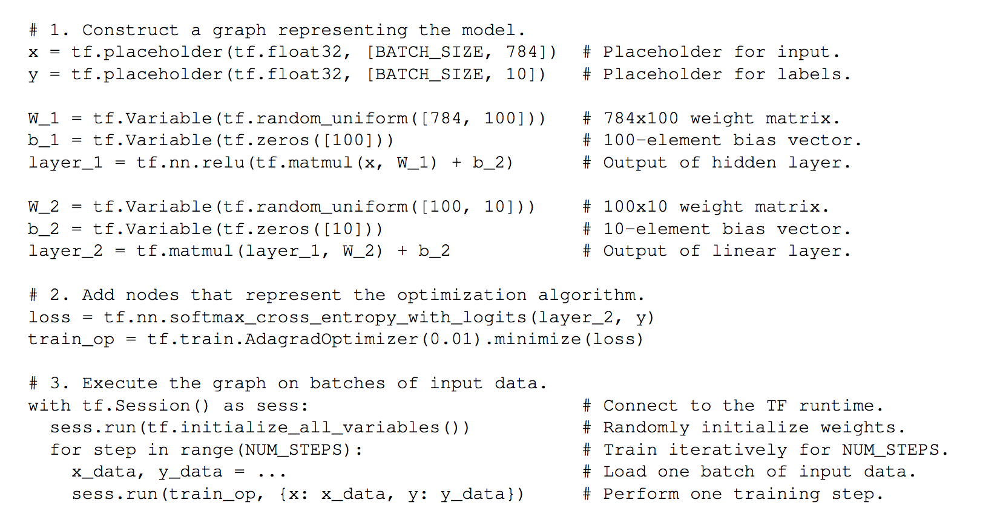 # 1. Construct a graph representing the model.
x = tf.placeholder(tf.float32, [BATCH_SIZE, 784])  # Placeholder for input.
y = tf.placeholder(tf.float32, [BATCH_SIZE, 10])   # Placeholder for labels.

W_1 = tf.Variable(tf.random_uniform([784, 100]))   # 784x100 weight matrix.
b_1 = tf.Variable(tf.zeros([100]))                 # 100-element bias vector.
layer_1 = tf.nn.relu(tf.matmul(x, W_1) + b_2)      # Output of hidden layer.

W_2 = tf.Variable(tf.random_uniform([100, 10]))    # 100x10 weight matrix.
b_2 = tf.Variable(tf.zeros([10]))                  # 10-element bias vector.
layer_2 = tf.matmul(layer_1, W_2) + b_2            # Output of linear layer.

# 2. Add nodes that represent the optimization algorithm.
loss = tf.nn.softmax_cross_entropy_with_logits(layer_2, y)
train_op = tf.train.AdagradOptimizer(0.01).minimize(loss)

# 3. Execute the graph on batches of input data.
with tf.Session() as sess:                         # Connect to the TF runtime.
  sess.run(tf.initialize_all_variables())          # Randomly initialize weights.
  for step in range(NUM_STEPS):                    # Train iteratively for NUM_STEPS.
    x_data, y_data = ...                           # Load one batch of input data.
    sess.run(train_op, {x: x_data, y: y_data})     # Perform one training step.